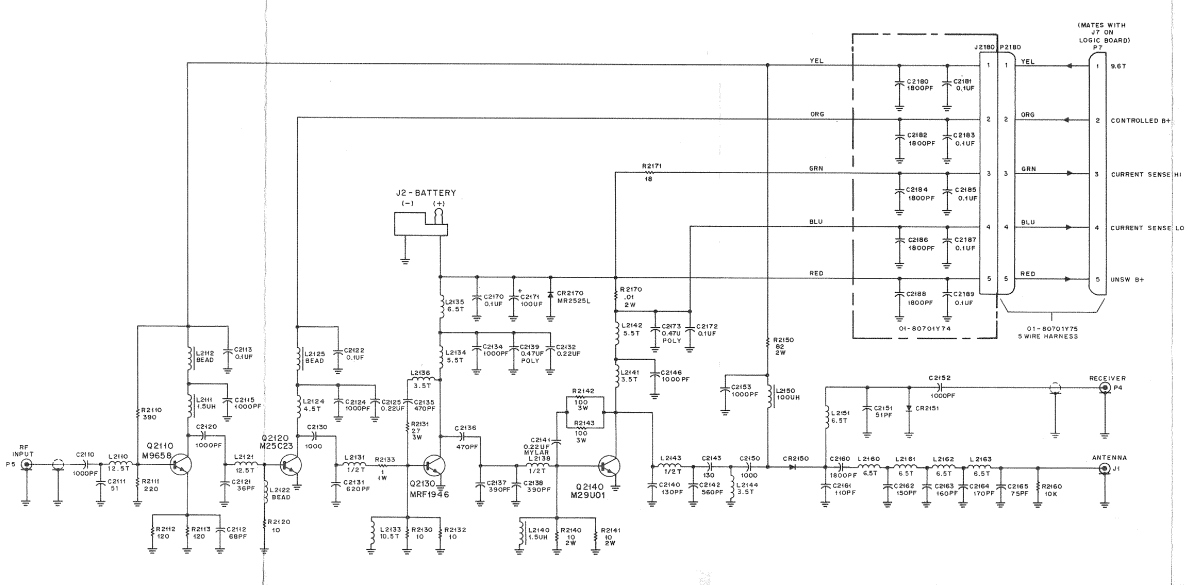 (MATES WITH
J7 ON
LOGIC BOARD)
J2180 P2180 P7
YEL 1 1 YEL 1 9.6T
C2180
1800PF
C2181
0.1UF
ORG 2 2 ORG 2 CONTROLLED B+
C2182
1800PF
C2183
0.1UF
R2171
18
GRN 3 3 GRN 3 CURRENT SENSE HI
C2184
1800PF
C2185
0.1UF
J2-BATTERY
(-) (+)
BLU 4 4 BLU 4 CURRENT SENSE LO
C2186
1800PF
C2187
0.1UF
RED 5 5 RED 5 UNSW B+
C2188
1800PF
C2189
0.1UF
01-80701Y74
01-80701Y75
5 WIRE HARNESS
L2135
6.5T
C2170
0.1UF
+
C2171
100UF
CR2170
MR2525L
R2170
.01
2W
L2142
5.5T
C2173
0.47U
POLY
C2172
0.1UF
L2112
BEAD
C2113
0.1UF
L2125
BEAD
C2122
0.1UF
L2134
5.5T
C2134
1000PF
C2139
0.47UF
POLY
C2132
0.22UF
R2150
82
2W
L2141
3.5T
C2146
1000PF
L2111
1.5UH
C2115
1000PF
L2124
4.5T
C2124
1000PF
C2125
0.22UF
L2136
3.5T
C2135
470PF
R2131
27
3W
R2142
100
3W
R2143
100
3W
C2153
1000PF
L2150
100UH
C2152
1000PF
RECEIVER
P4
L2151
6.5T
C2151
51PF
CR2151
R2110
390
C2120
1000PF
C2130
1000
C2136
470PF
C2141
0.22UF
MYLAR
Q2110
M9658
Q2120
M25C23
RF
INPUT
P5
C2110
1000PF
L2110
12.5T
L2121
12.5T
L2131
1/2T
R2133
1
1W
Q2130
MRF1946
L2138
1/2T
Q2140
M29U01
L2143
1/2T
C2143
130
C2150
1000
CR2150
C2160
1800PF
L2160
6.5T
L2161
6.5T
L2162
6.5T
L2163
6.5T
ANTENNA
J1
C2111
51
R2111
220
C2121
36PF
L2122
BEAD
C2131
620PF
C2137
390PF
C2138
390PF
C2140
130PF
C2142
560PF
L2144
3.5T
C2161
110PF
C2162
150PF
C2163
160PF
C2164
170PF
C2165
75PF
R2160
10K
R2112
120
R2113
120
C2112
68PF
R2120
10
L2133
10.5T
R2130
10
R2132
10
L2140
1.5UH
R2140
10
2W
R2141
10
2W